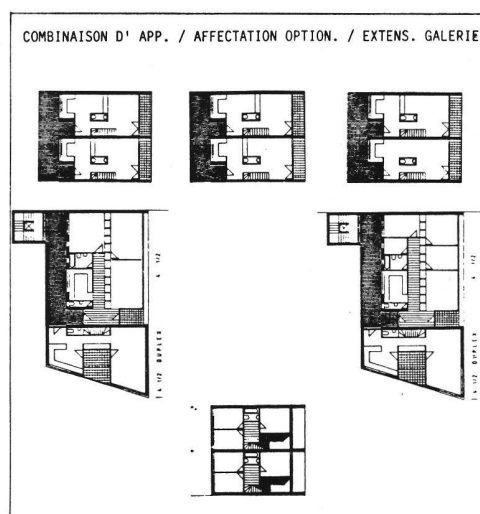 COMBINAISON D' APP. / AFFECTATION OPTION. / EXTENS. GALERIE
4 1/2
4 1/2 DUPLEX
4 1/2
4 1/2 DUPLEX